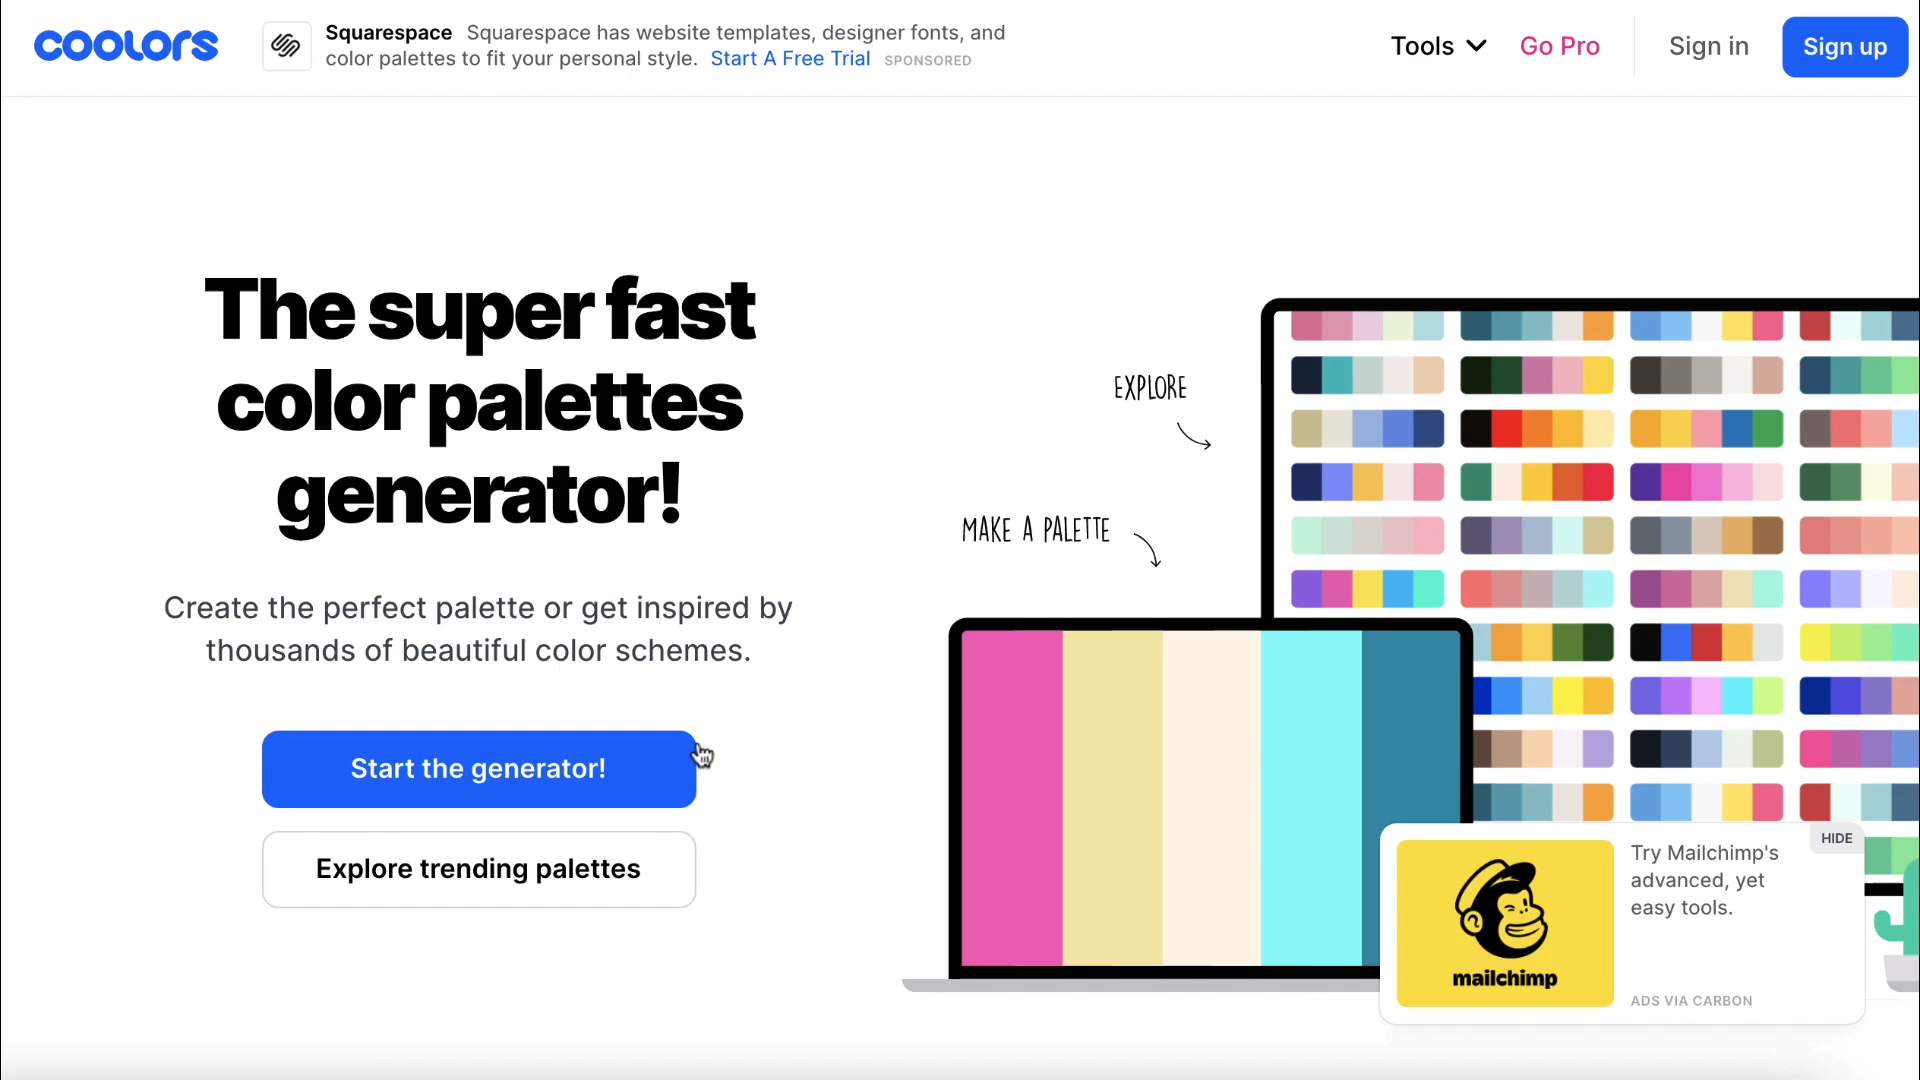 coolors
Squarespace Squarespace has website templates, designer fonts, and
color palettes to fit your personal style. Start A Free Trial SPONSORED
Tools Go Pro Sign in Sign up
The super fast
color palettes
generator!
Create the perfect palette or get inspired by
thousands of beautiful color schemes.
Start the generator!
Explore trending palettes
EXPLORE
MAKE A PALETTE
HIDE
Try Mailchimp's
advanced, yet
easy tools.
mailchimp
ADS VIA CARBON